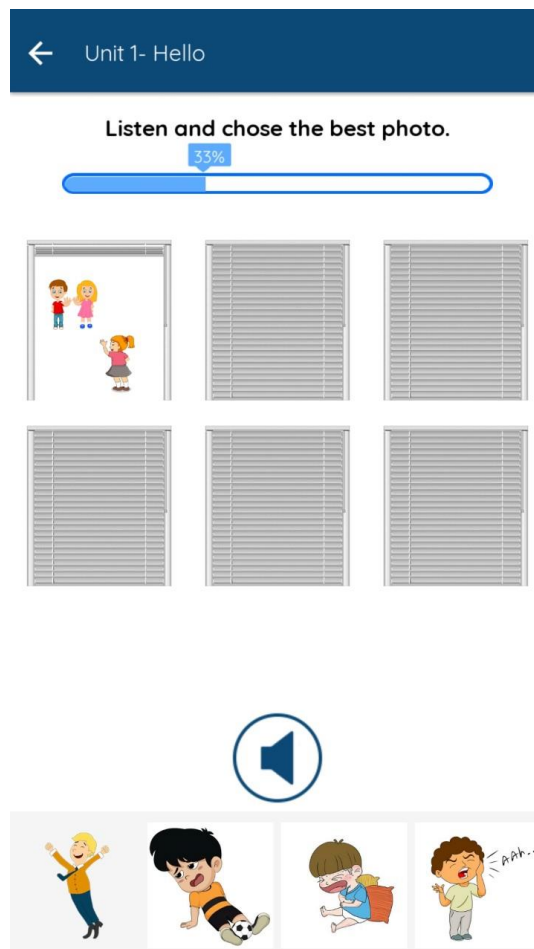 Unit 1- Hello
Listen and chose the best photo.
33%
AAh..